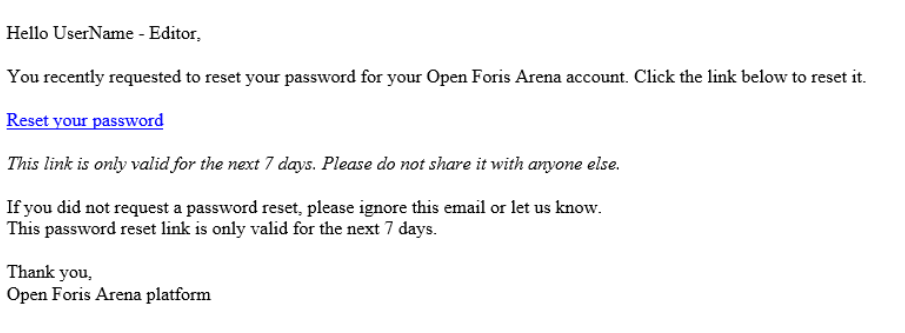 Hello UserName - Editor,
You recently requested to reset your password for your Open Foris Arena account. Click the link below to reset it.
Reset your password
This link is only valid for the next 7 days. Please do not share it with anyone else.
If you did not request a password reset, please ignore this email or let us know.
This password reset link is only valid for the next 7 days.
Thank you,
Open Foris Arena platform